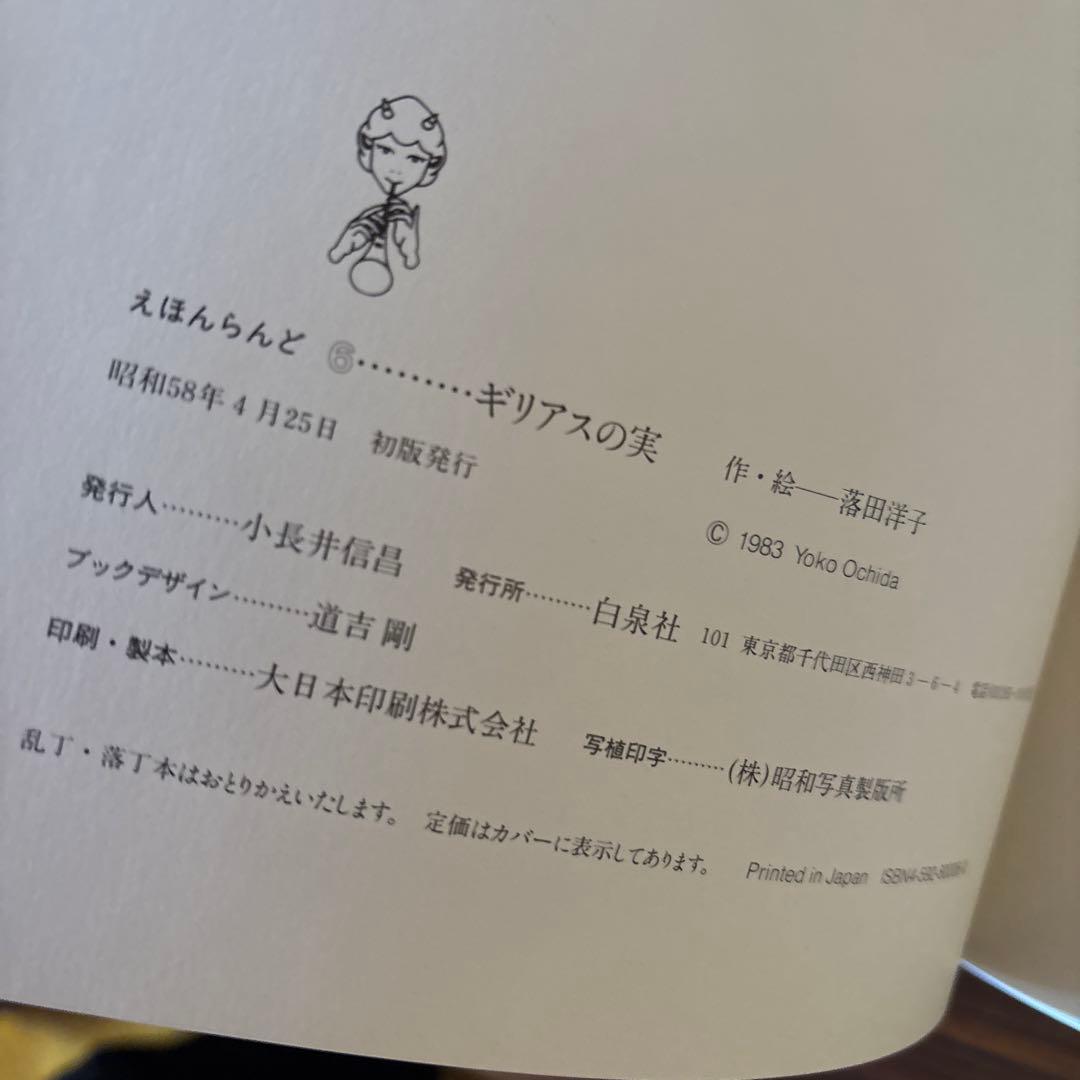 えほんらんど ⑥………ギリアスの実
作・絵──落田洋子
昭和58年4月25日 初版発行
© 1983 Yoko Ochida
発行人………小長井信昌
発行所………白泉社 101 東京都千代田区西神田3-6-4
ブックデザイン………道吉 剛
印刷・製本………大日本印刷株式会社
写植印字………(株)昭和写真製版所
乱丁・落丁本はおとりかえいたします。 定価はカバーに表示してあります。 Printed in Japan